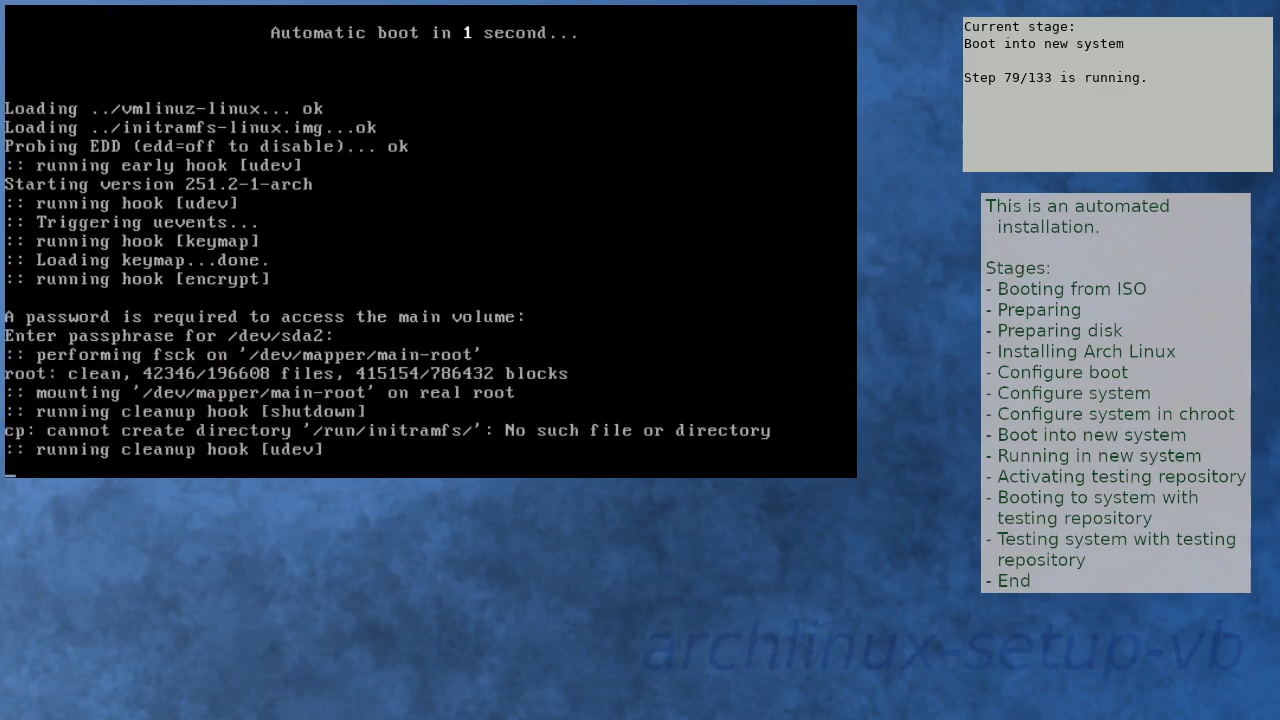 Automatic boot in 1 second...
Loading ../vmlinuz-linux... ok
Loading ../initramfs-linux.img...ok
Probing EDD (edd=off to disable)... ok
:: running early hook [udev]
Starting version 251.2-1-arch
:: running hook [udev]
:: Triggering uevents...
:: running hook [keymap]
:: Loading keymap...done.
:: running hook [encrypt]
A password is required to access the main volume:
Enter passphrase for /dev/sda2:
:: performing fsck on '/dev/mapper/main-root'
root: clean, 42346/196608 files, 415154/786432 blocks
:: mounting '/dev/mapper/main-root' on real root
:: running cleanup hook [shutdown]
cp: cannot create directory '/run/initramfs/': No such file or directory
:: running cleanup hook [udev]
_
Current stage:
Boot into new system
Step 79/133 is running.
This is an automated
installation.
Stages:
- Booting from ISO
- Preparing
- Preparing disk
- Installing Arch Linux
- Configure boot
- Configure system
- Configure system in chroot
- Boot into new system
- Running in new system
- Activating testing repository
- Booting to system with
testing repository
- Testing system with testing
repository
- End
archlinux-setup-vb